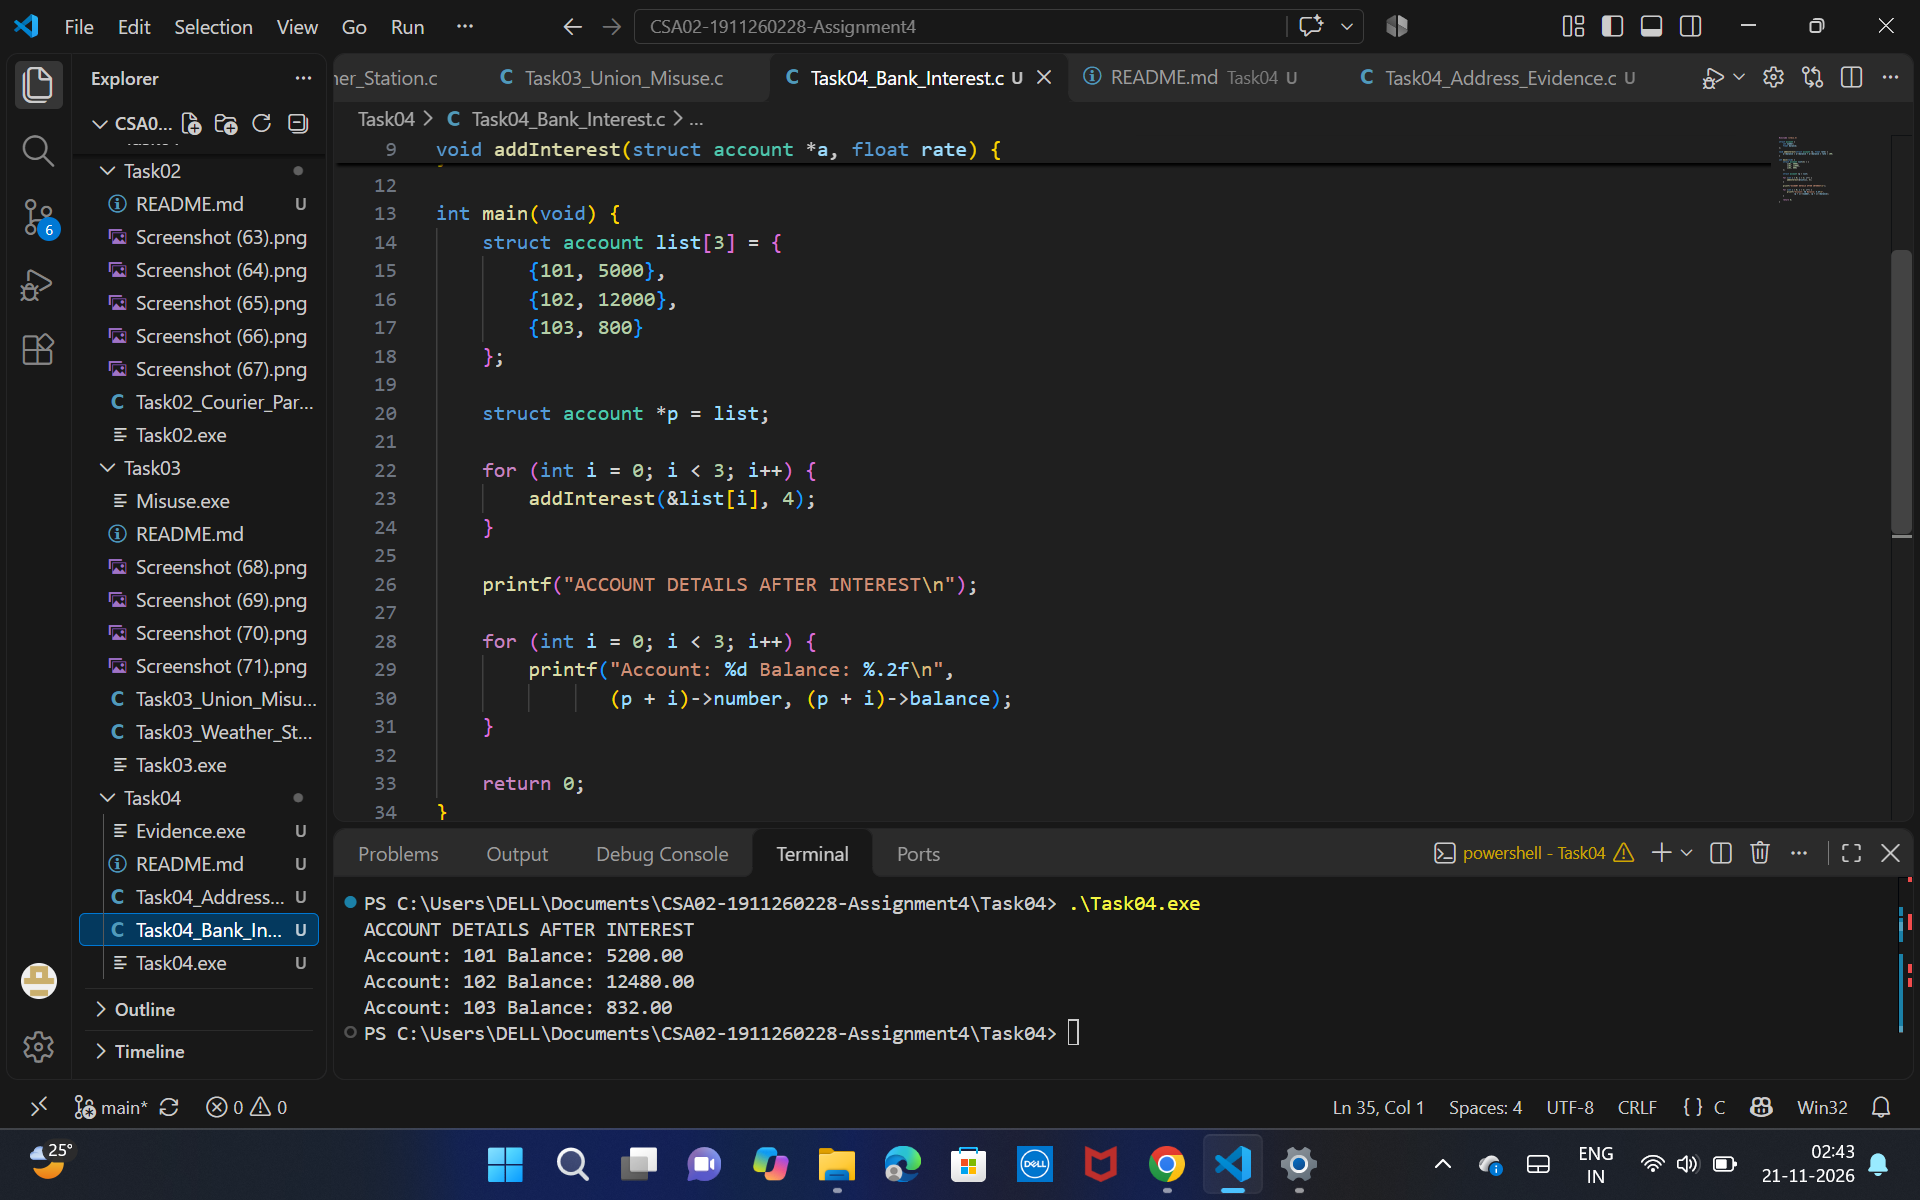 File Edit Selection View Go Run ...
CSA02-1911260228-Assignment4
Explorer
CSA0...
Task02
README.md U
Screenshot (63).png
Screenshot (64).png
Screenshot (65).png
Screenshot (66).png
Screenshot (67).png
Task02_Courier_Par...
Task02.exe
Task03
Misuse.exe
README.md
Screenshot (68).png
Screenshot (69).png
Screenshot (70).png
Screenshot (71).png
Task03_Union_Misu...
Task03_Weather_St...
Task03.exe
Task04
Evidence.exe U
README.md U
Task04_Address... U
Task04_Bank_In... U
Task04.exe U
Outline
Timeline
6
ner_Station.c C Task03_Union_Misuse.c C Task04_Bank_Interest.c U README.md Task04 U C Task04_Address_Evidence.c U
Task04 > C Task04_Bank_Interest.c > ...
9 void addInterest(struct account *a, float rate) {
12
13 int main(void) {
14 struct account list[3] = {
15 {101, 5000},
16 {102, 12000},
17 {103, 800}
18 };
19
20 struct account *p = list;
21
22 for (int i = 0; i < 3; i++) {
23 addInterest(&list[i], 4);
24 }
25
26 printf("ACCOUNT DETAILS AFTER INTEREST\n");
27
28 for (int i = 0; i < 3; i++) {
29 printf("Account: %d Balance: %.2f\n",
30 (p + i)->number, (p + i)->balance);
31 }
32
33 return 0;
34 }
Problems Output Debug Console Terminal Ports
powershell - Task04
PS C:\Users\DELL\Documents\CSA02-1911260228-Assignment4\Task04> .\Task04.exe
ACCOUNT DETAILS AFTER INTEREST
Account: 101 Balance: 5200.00
Account: 102 Balance: 12480.00
Account: 103 Balance: 832.00
PS C:\Users\DELL\Documents\CSA02-1911260228-Assignment4\Task04>
main* 0 0
Ln 35, Col 1 Spaces: 4 UTF-8 CRLF {} C Win32
25°
DELL
ENG
IN
02:43
21-11-2026